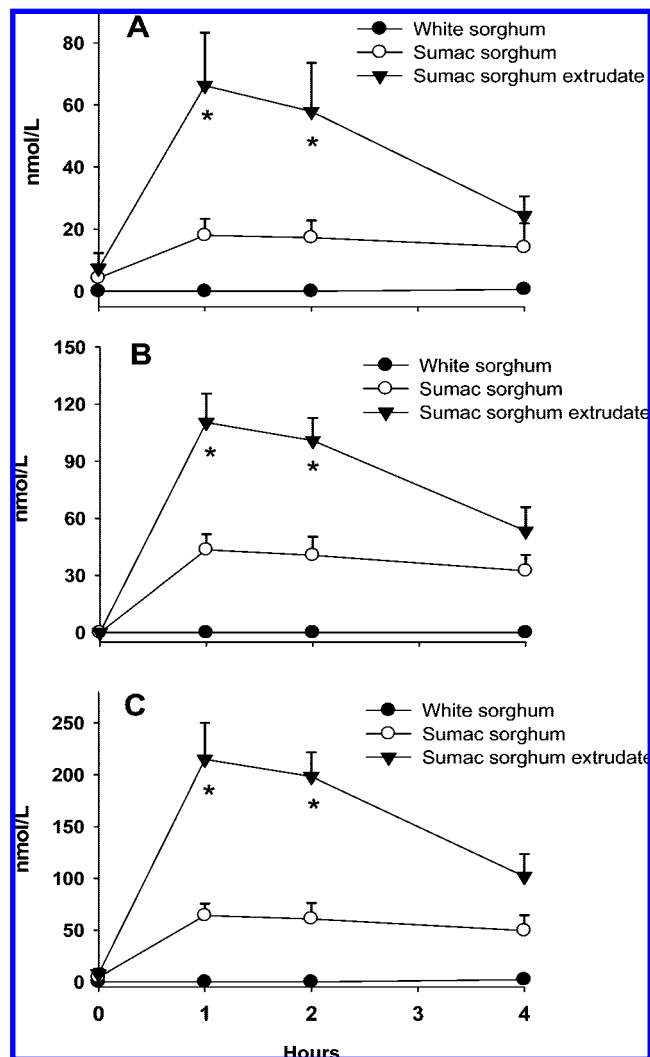 A
White sorghum
Sumac sorghum
Sumac sorghum extrudate
80
60
40
20
0
nmol/L
*
*
B
White sorghum
Sumac sorghum
Sumac sorghum extrudate
150
120
90
60
30
0
nmol/L
*
*
C
White sorghum
Sumac sorghum
Sumac sorghum extrudate
250
200
150
100
50
0
nmol/L
*
*
0 1 2 3 4
Hours